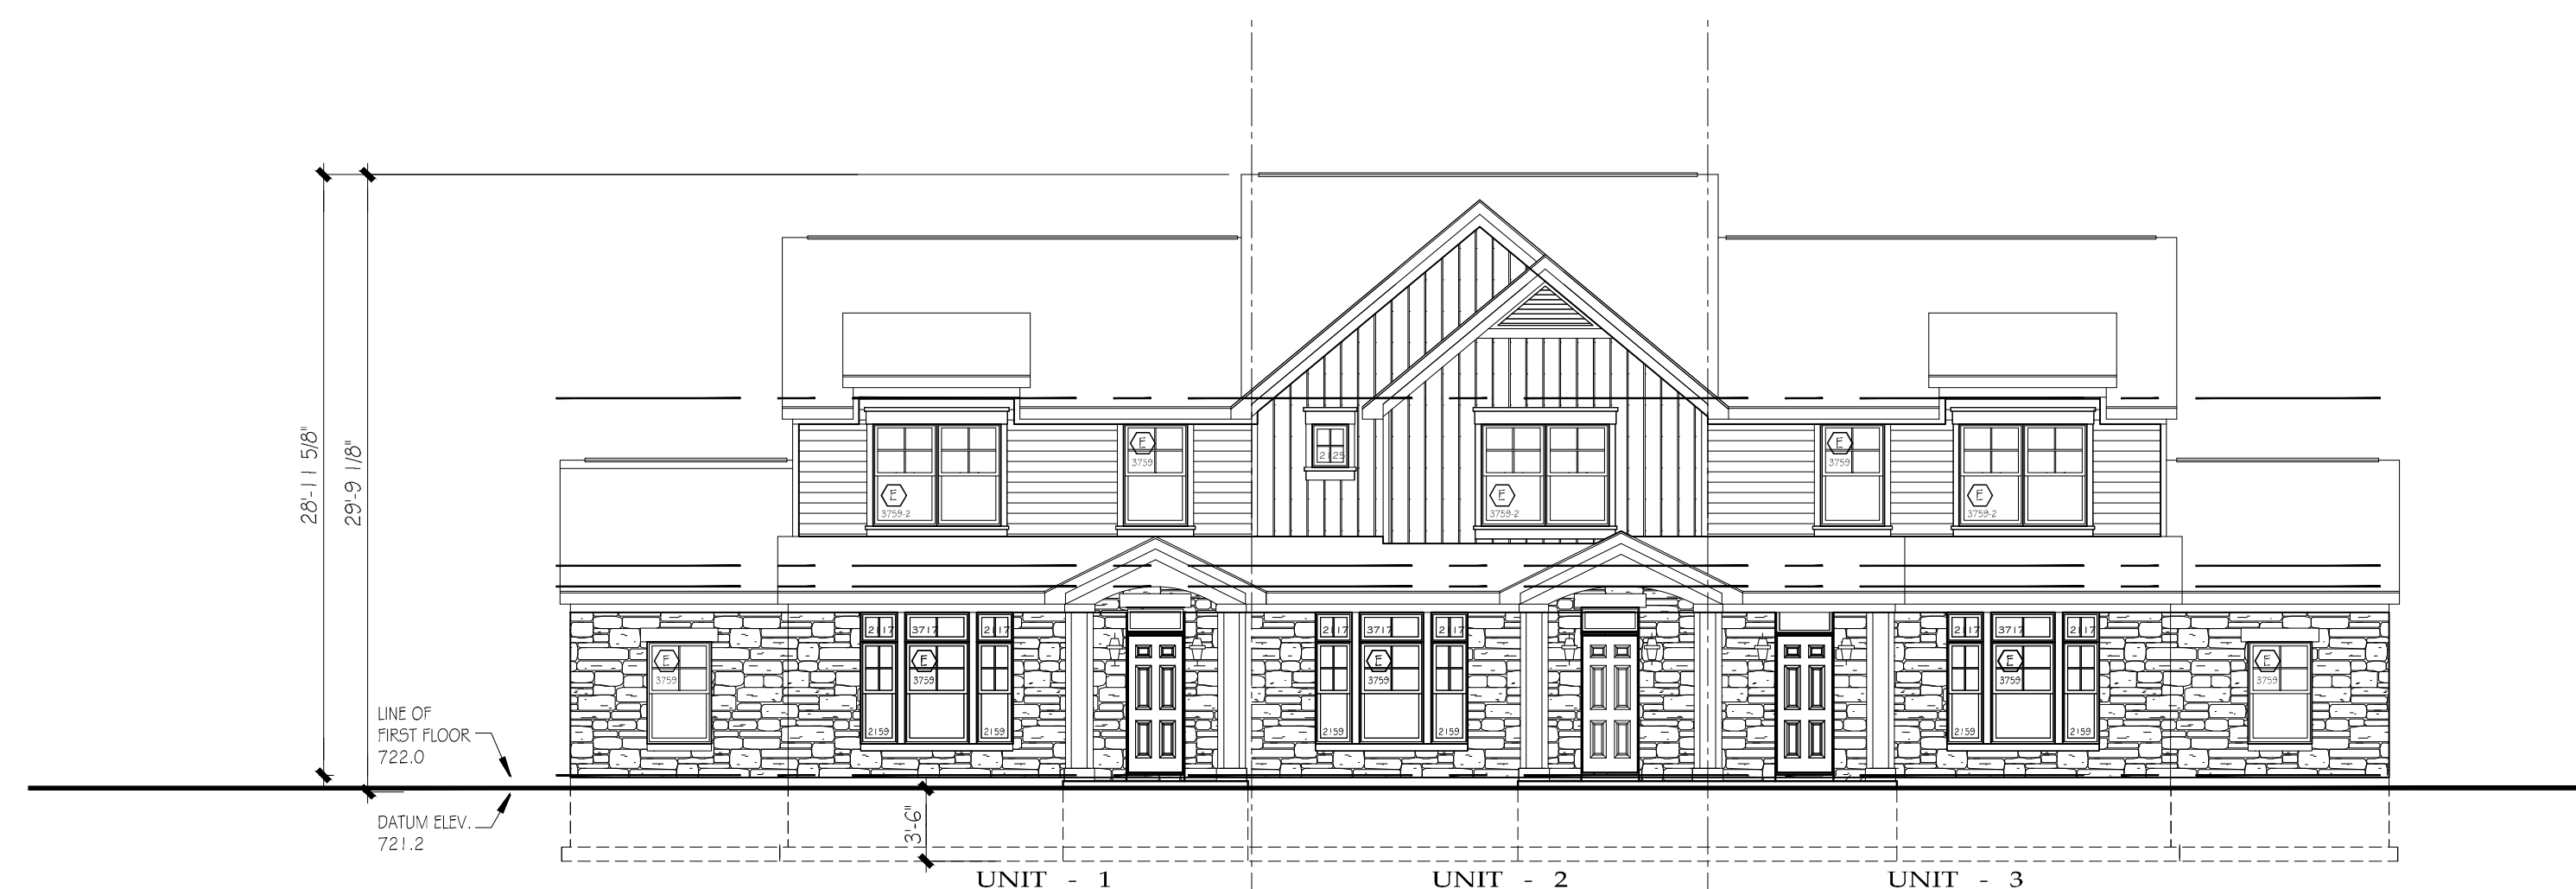 28'-11 5/8"
29'-9 1/8"
E
3759
E
3759
2125
E
3759-2
E
3759-2
E
3759-2
2117 3717 2117
2117 3717 2117
2117 3717 2117
E
3759
E
3759
E
3759
E
3759
E
3759
2159 2159
2159 2159
2159 2159
LINE OF
FIRST FLOOR
722.0
DATUM ELEV.
721.2
3'-6"
UNIT - 1
UNIT - 2
UNIT - 3